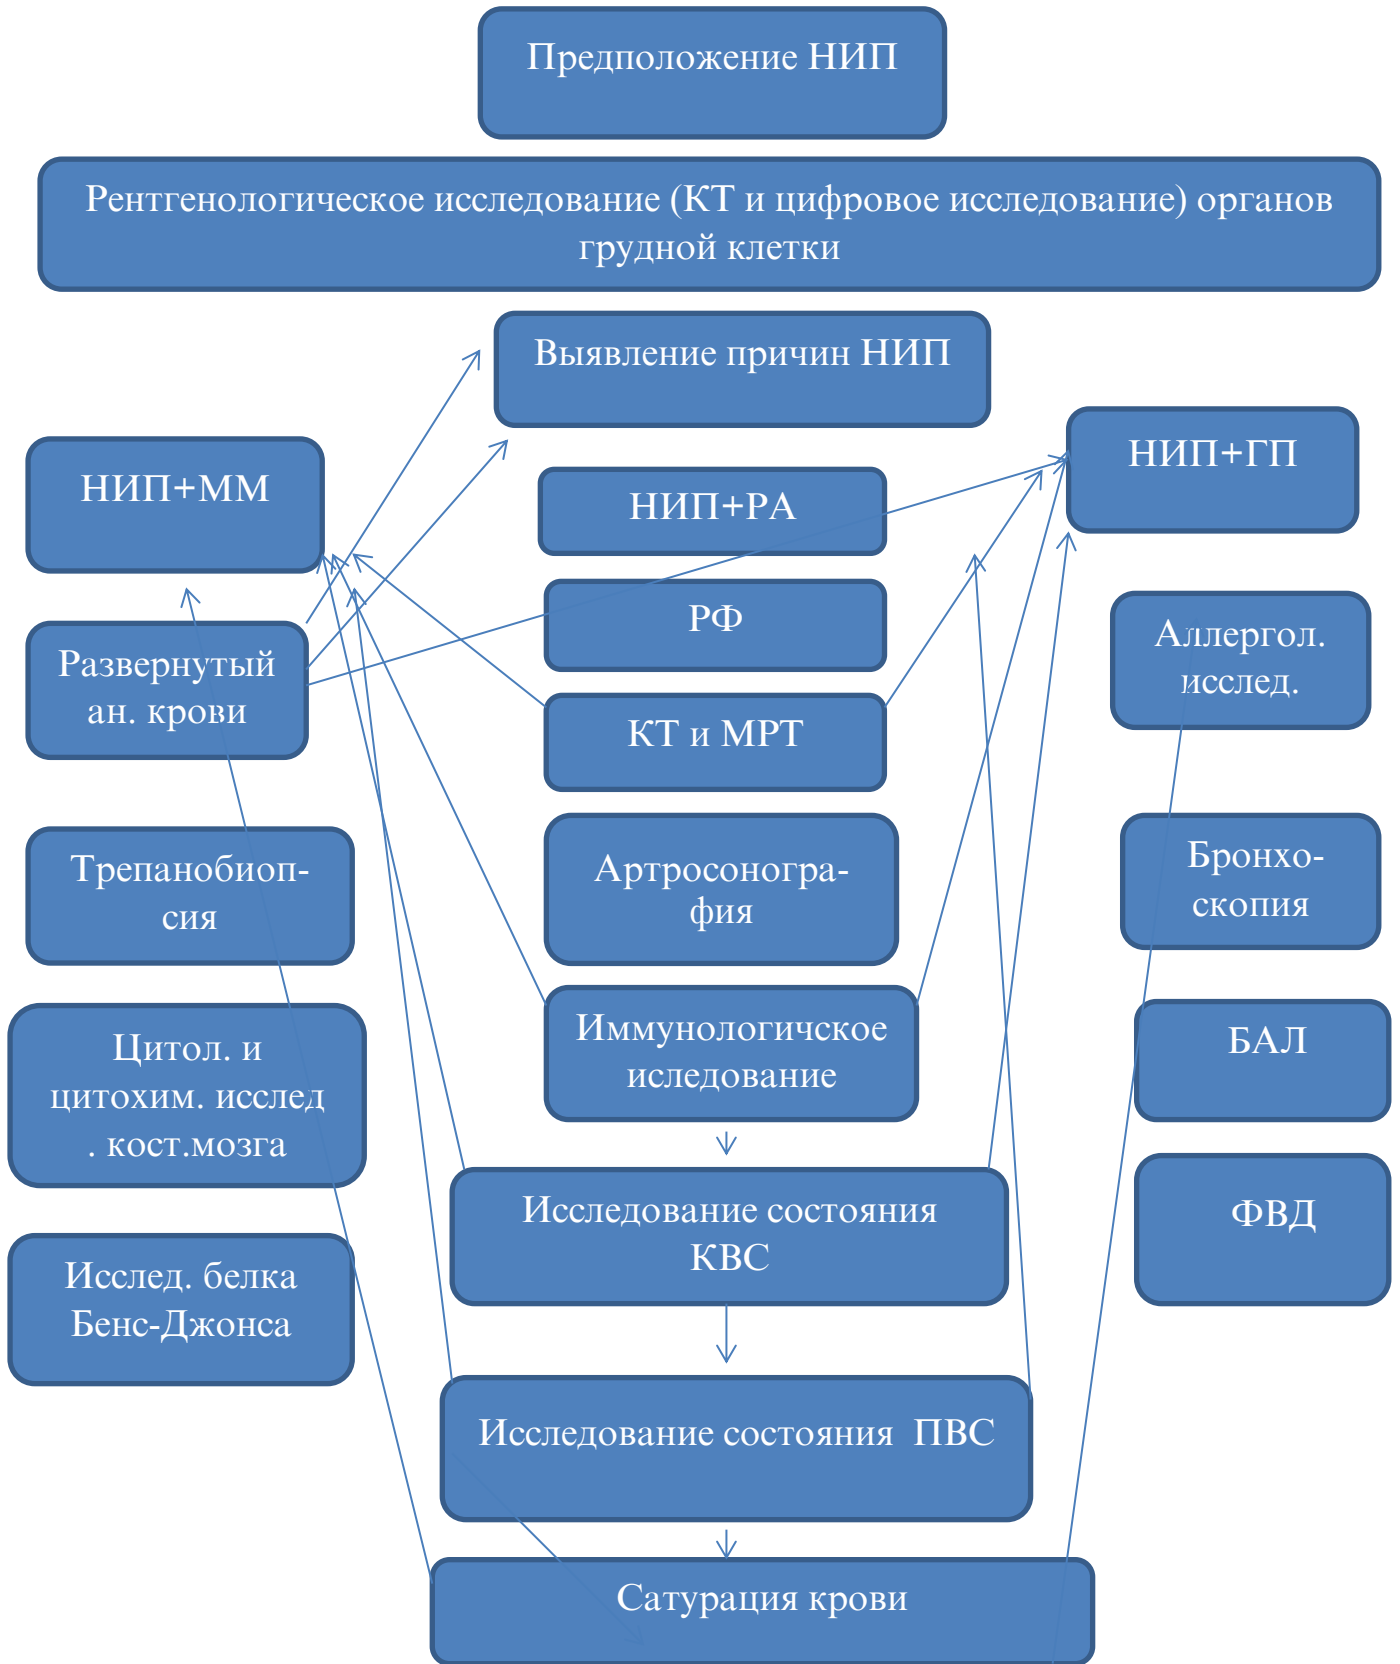 Предположение НИП
Рентгенологическое исследование (КТ и цифровое исследование) органов
грудной клетки
Выявление причин НИП
НИП+ММ
Развернутый
ан. крови
Трепанобиоп-
сия
Цитол. и
цитохим. исслед
. кост.мозга
Исслед. белка
Бенс-Джонса
НИП+РА
РФ
КТ и МРТ
Артросоногра-
фия
Иммунологичское
иследование
Исследование состояния
КВС
Исследование состояния ПВС
Сатурация крови
НИП+ГП
Аллергол.
исслед.
Бронхо-
скопия
БАЛ
ФВД